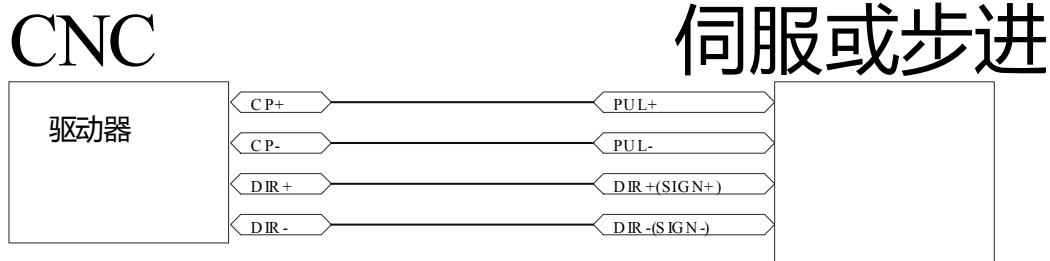 CNC 伺服或步进
驱动器
CP+ PUL+
CP- PUL-
DIR+ DIR+(SIGN+)
DIR- DIR-(SIGN-)